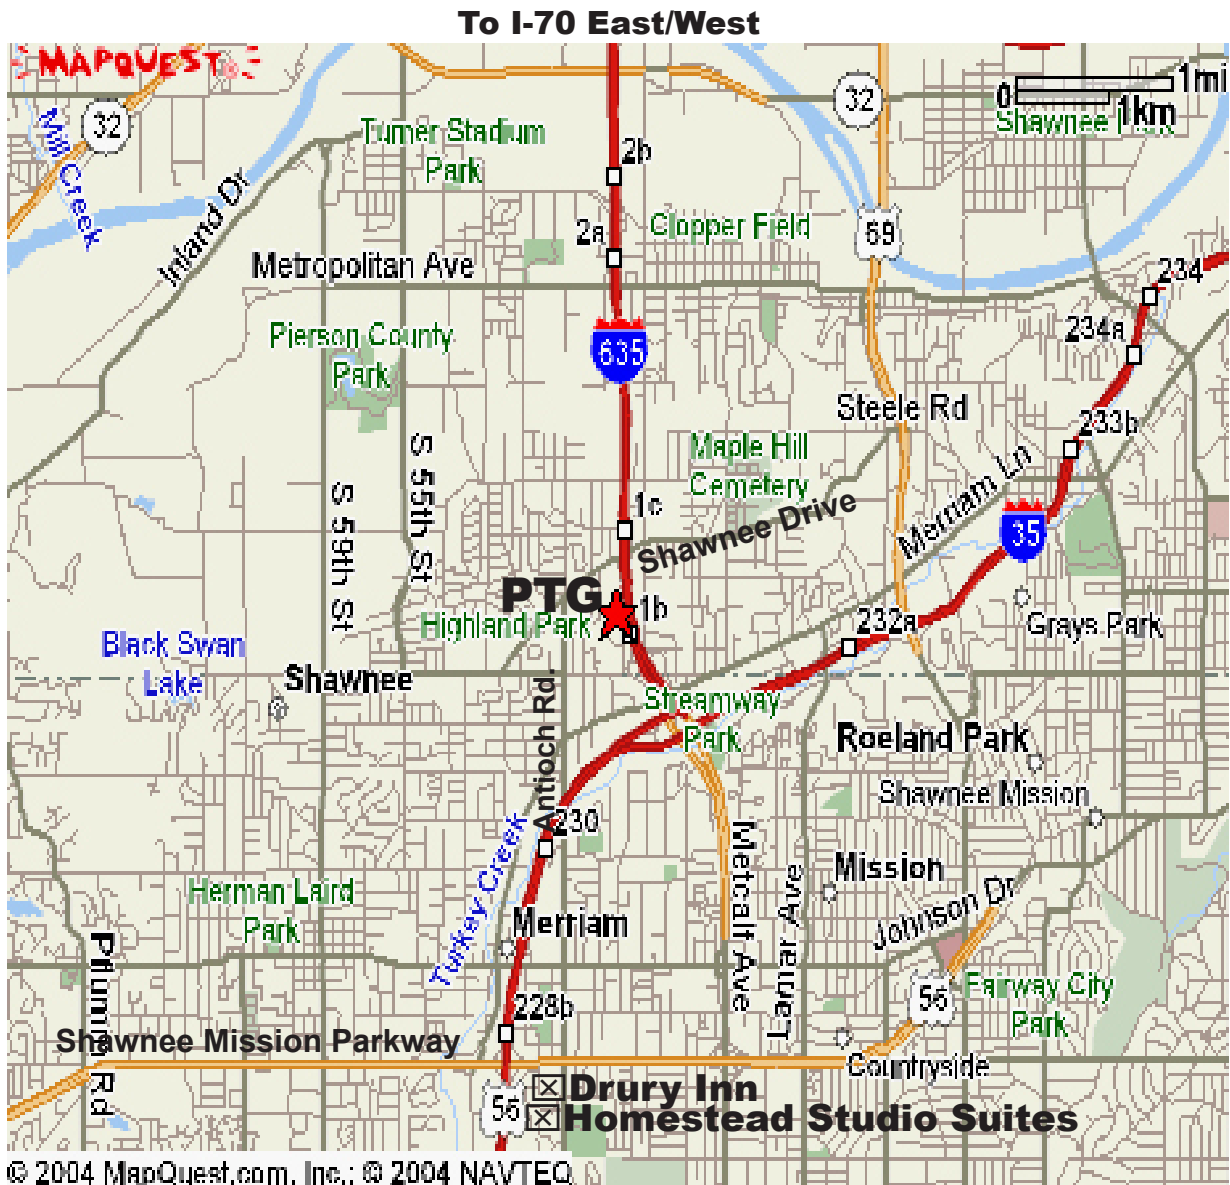 To I-70 East/West
MAPQUEST
32
Mill Creek
Turner Stadium
Park
2b
32
0
1mi
1km
Shawnee Park
Inland Dr
2a
Clopper Field
69
Metropolitan Ave
234
Pierson County
Park
635
234a
Steele Rd
233b
S 55th St
Maple Hill
Cemetery
Merriam Ln
S 59th St
1c
Shawnee Drive
35
PTG
1b
Highland Park
232a
Grays Park
Black Swan
Lake
Shawnee
Antioch Rd.
Streamway
Park
Roeland Park
Shawnee Mission
230
Turkey Creek
Metcalf Ave
Lamar Ave
Mission
Herman Laird
Park
Johnson Dr
Merriam
Pflumm Rd
56
Fairway City
Park
228b
Shawnee Mission Parkway
Countryside
56
Drury Inn
Homestead Studio Suites
© 2004 MapQuest.com, Inc.; © 2004 NAVTEQ